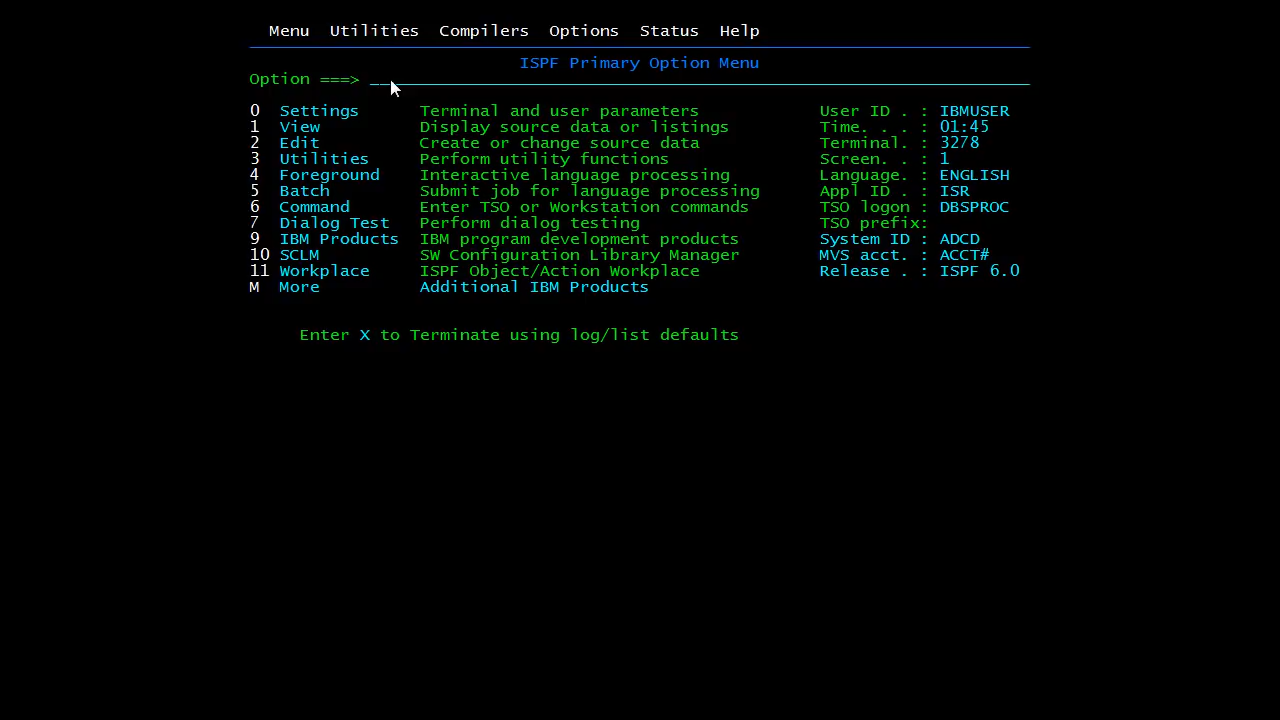 Menu Utilities Compilers Options Status Help
ISPF Primary Option Menu
Option ===>
0 Settings Terminal and user parameters User ID . : IBMUSER
1 View Display source data or listings Time. . . : 01:45
2 Edit Create or change source data Terminal. : 3278
3 Utilities Perform utility functions Screen. . : 1
4 Foreground Interactive language processing Language. : ENGLISH
5 Batch Submit job for language processing Appl ID . : ISR
6 Command Enter TSO or Workstation commands TSO logon : DBSPROC
7 Dialog Test Perform dialog testing TSO prefix:
9 IBM Products IBM program development products System ID : ADCD
10 SCLM SW Configuration Library Manager MVS acct. : ACCT#
11 Workplace ISPF Object/Action Workplace Release . : ISPF 6.0
M More Additional IBM Products
Enter X to Terminate using log/list defaults